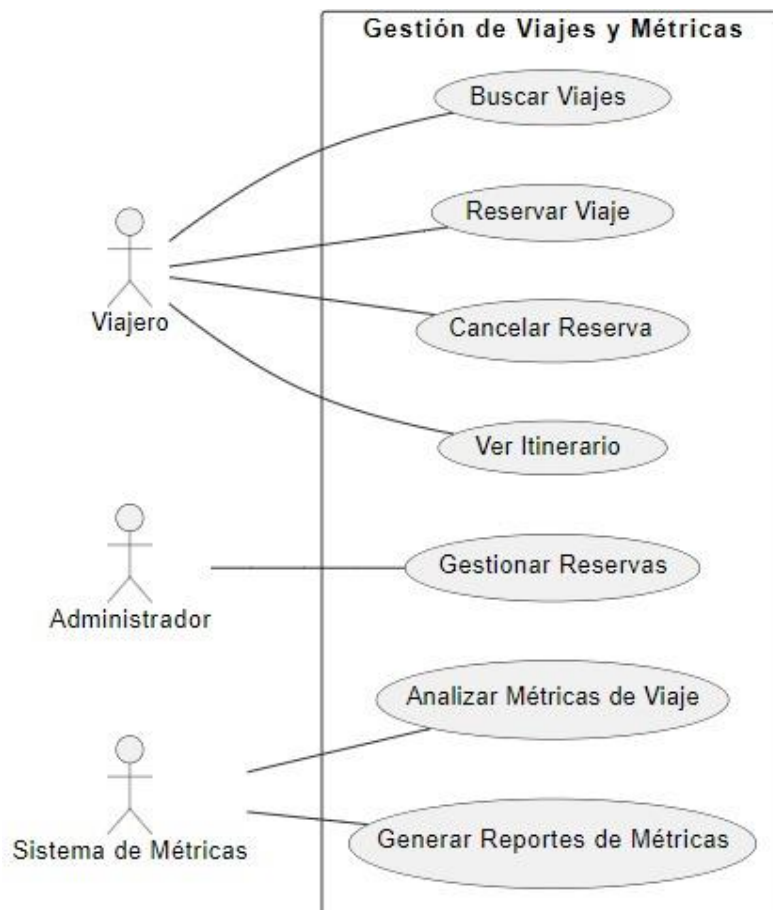 Gestión de Viajes y Métricas
Buscar Viajes
Reservar Viaje
Viajero
Cancelar Reserva
Ver Itinerario
Gestionar Reservas
Administrador
Analizar Métricas de Viaje
Sistema de Métricas
Generar Reportes de Métricas